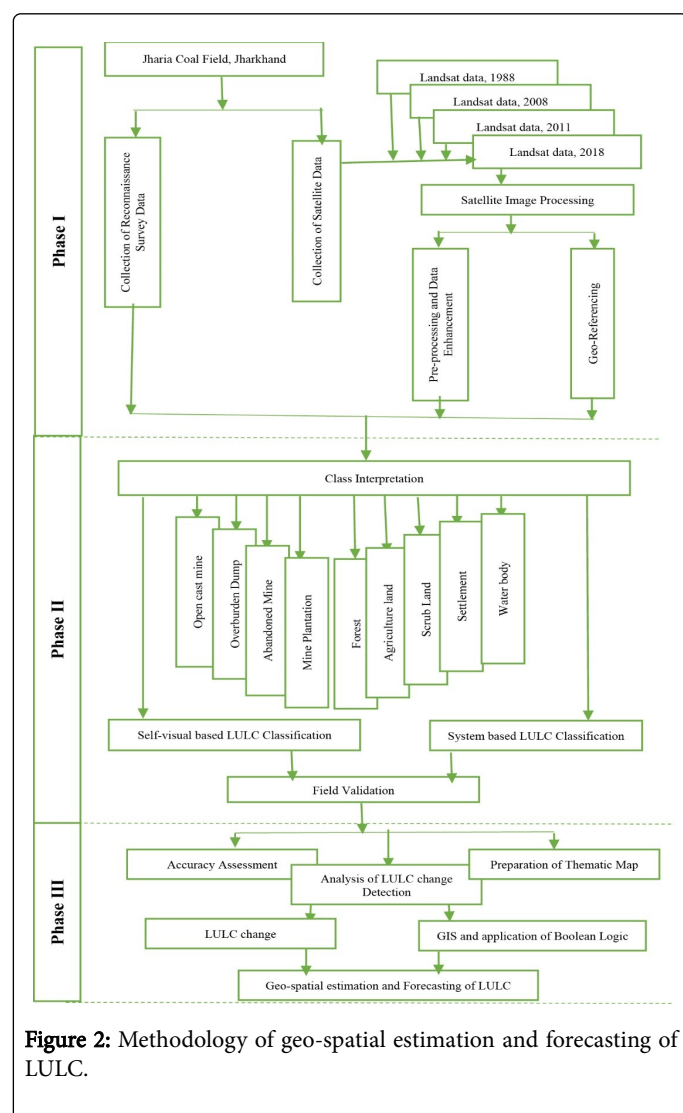 Jharia Coal Field, Jharkhand
Landsat data, 1988
Landsat data, 2008
Landsat data, 2011
Landsat data, 2018
Phase I
Collection of Reconnaissance
Survey Data
Collection of Satellite Data
Satellite Image Processing
Pre-processing and Data
Enhancement
Geo-Referencing
Phase II
Class Interpretation
Open cast mine
Overburden Dump
Abandoned Mine
Mine Plantation
Forest
Agriculture land
Scrub Land
Settlement
Water body
Self-visual based LULC Classification
System based LULC Classification
Field Validation
Phase III
Accuracy Assessment
Analysis of LULC change
Detection
Preparation of Thematic Map
LULC change
GIS and application of Boolean Logic
Geo-spatial estimation and Forecasting of LULC
Figure 2: Methodology of geo-spatial estimation and forecasting of
LULC.